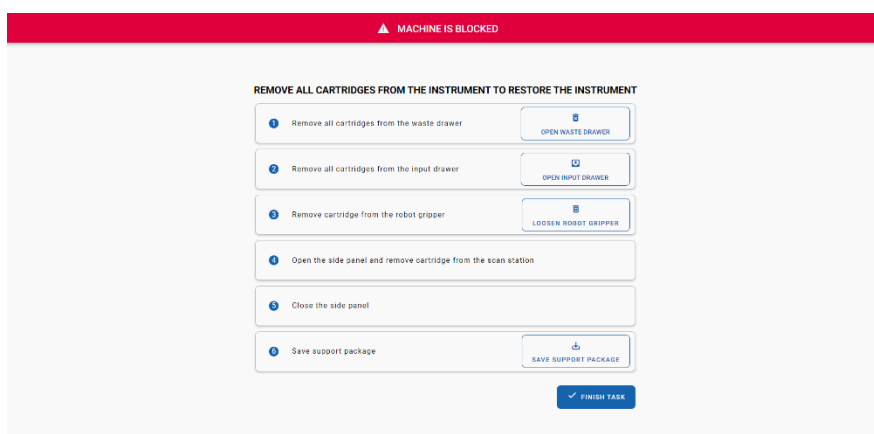 MACHINE IS BLOCKED
REMOVE ALL CARTRIDGES FROM THE INSTRUMENT TO RESTORE THE INSTRUMENT
1 Remove all cartridges from the waste drawer
OPEN WASTE DRAWER
2 Remove all cartridges from the input drawer
OPEN INPUT DRAWER
3 Remove cartridge from the robot gripper
LOOSEN ROBOT GRIPPER
4 Open the side panel and remove cartridge from the scan station
5 Close the side panel
6 Save support package
SAVE SUPPORT PACKAGE
FINISH TASK